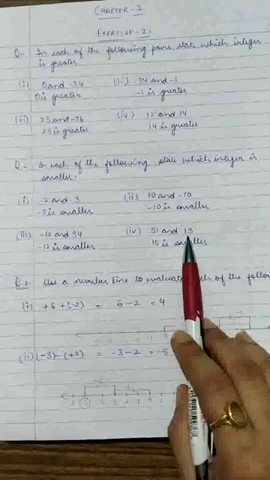 CHAPTER - 2
EXERCISE - 2.1
Q1. In each of the following pairs, state which integer
is greater.
(i) 0 and -34 (ii) -34 and -1
0 is greater -1 is greater
(iii) 25 and -26 (iv) 12 and 14
25 is greater 14 is greater
Q2. In each of the following, state which integer is
smaller.
(i) and -3 (ii) 10 and -10
-3 is smaller -10 is smaller
(iii) -12 and 34 (iv) 51 and 15
-12 is smaller 15 is smaller
Q3. Use a number line to evaluate each of the follow
(i) +6 + (-2) = 6 - 2 = 4
(ii) (-3) - (+2) = -3 - 2 = -5